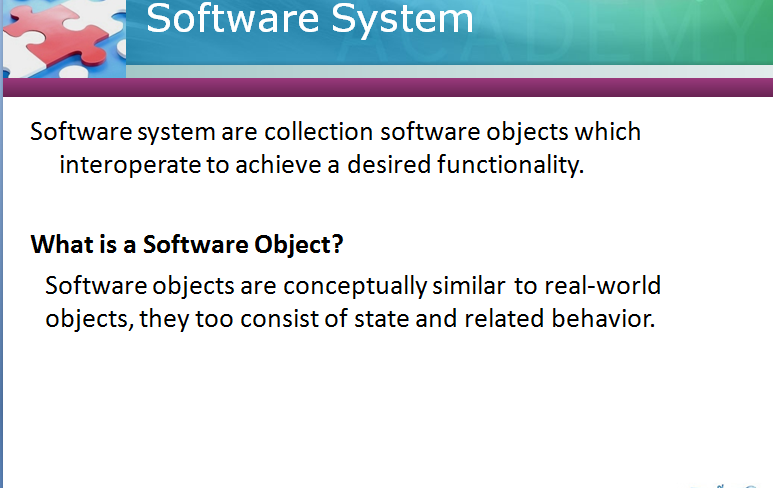 Software System
ACADEMY
Software system are collection software objects which
interoperate to achieve a desired functionality.
What is a Software Object?
Software objects are conceptually similar to real-world
objects, they too consist of state and related behavior.